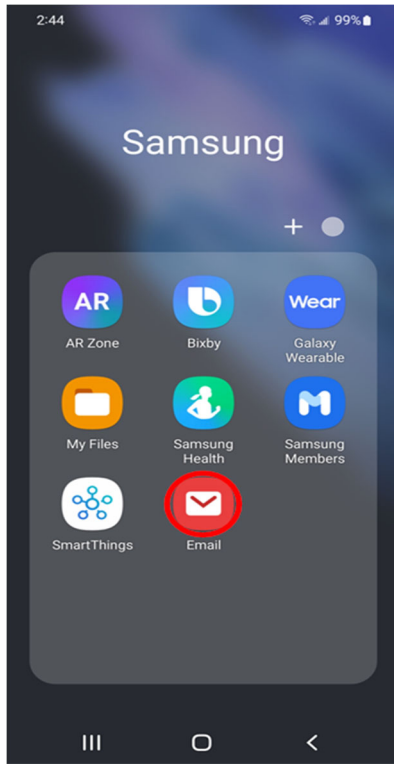 2:44
99%
Samsung
AR
Wear
AR Zone
Bixby
Galaxy
Wearable
My Files
Samsung
Health
Samsung
Members
SmartThings
Email